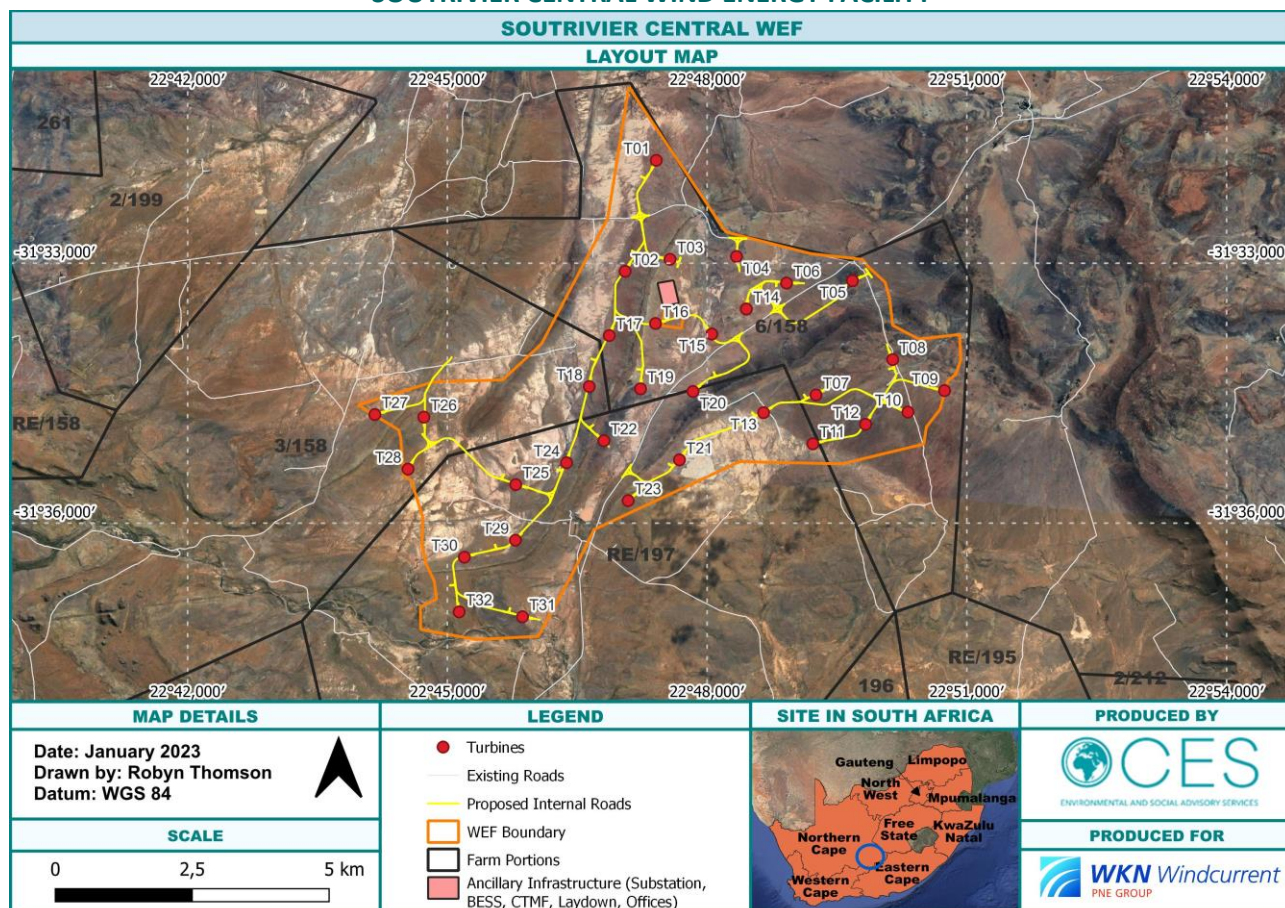 SOUTRIVIER CENTRAL WIND ENERGY FACILITY
SOUTRIVIER CENTRAL WEF
LAYOUT MAP
22°42,000′ 22°45,000′ 22°48,000′ 22°51,000′ 22°54,000′
261
T01
2/199
-31°33,000′ -31°33,000′
T03
T02
T04
T06
T05
T14
T16
T17
6/158
T15
T08
T18
T19
T07
T09
T20
T27
T26
T10
T12
T13
RE/158
T11
3/158
T22
T24
T21
T28
T25
T23
-31°36,000′ -31°36,000′
T29
T30
RE/197
T32
T31
RE/195
196
2/212
22°42,000′ 22°45,000′ 22°48,000′ 22°51,000′ 22°54,000′
MAP DETAILS
Date: January 2023
Drawn by: Robyn Thomson
Datum: WGS 84
SCALE
0 2,5 5 km
LEGEND
Turbines
Existing Roads
Proposed Internal Roads
WEF Boundary
Farm Portions
Ancillary Infrastructure (Substation,
BESS, CTMF, Laydown, Offices)
SITE IN SOUTH AFRICA
Gauteng
Limpopo
North
West
Mpumalanga
Free
State
KwaZulu
Natal
Northern
Cape
Eastern
Cape
Western
Cape
PRODUCED BY
CES
ENVIRONMENTAL AND SOCIAL ADVISORY SERVICES
PRODUCED FOR
WKN Windcurrent
PNE GROUP